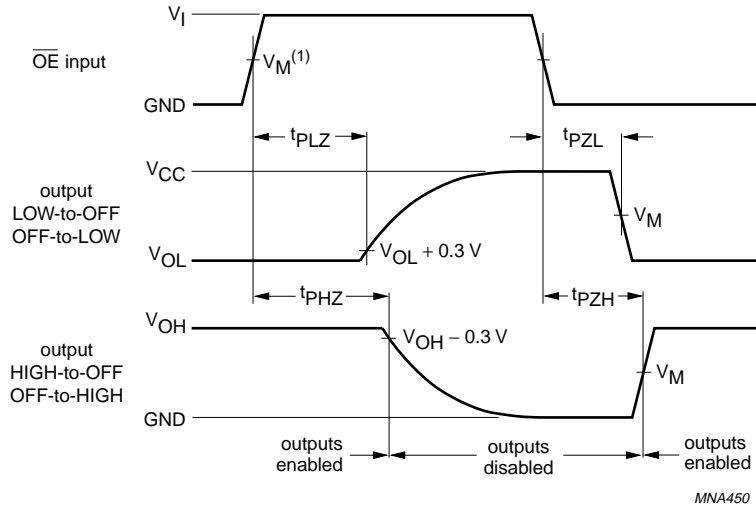 V_I
OE input
V_M(1)
GND
t_PLZ
t_PZL
V_CC
output
LOW-to-OFF
OFF-to-LOW
V_M
V_OL
V_OL + 0.3 V
t_PHZ
t_PZH
V_OH
V_OH − 0.3 V
output
HIGH-to-OFF
OFF-to-HIGH
V_M
GND
outputs
enabled
outputs
disabled
outputs
enabled
MNA450